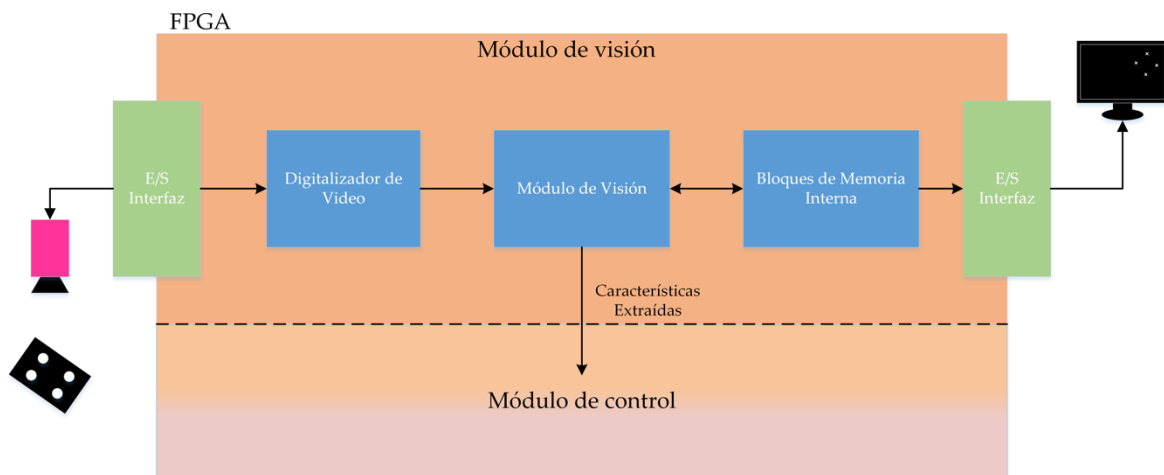 FPGA
Módulo de visión
E/S
Interfaz
Digitalizador de
Video
Módulo de Visión
Bloques de Memoria
Interna
E/S
Interfaz
Características
Extraídas
Módulo de control